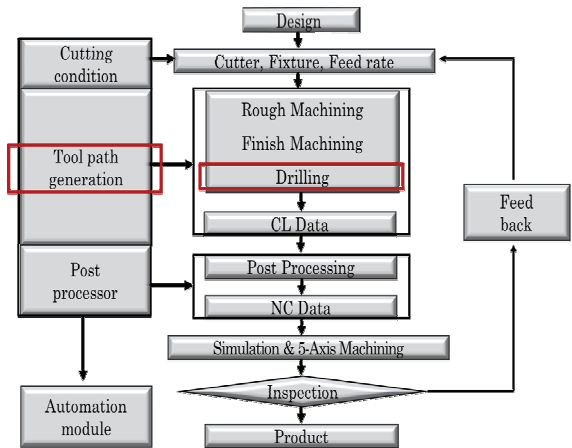 Design
Cutting
condition
Cutter, Fixture, Feed rate
Rough Machining
Finish Machining
Tool path
generation
Drilling
CL Data
Feed
back
Post
processor
Post Processing
NC Data
Simulation & 5-Axis Machining
Inspection
Automation
module
Product